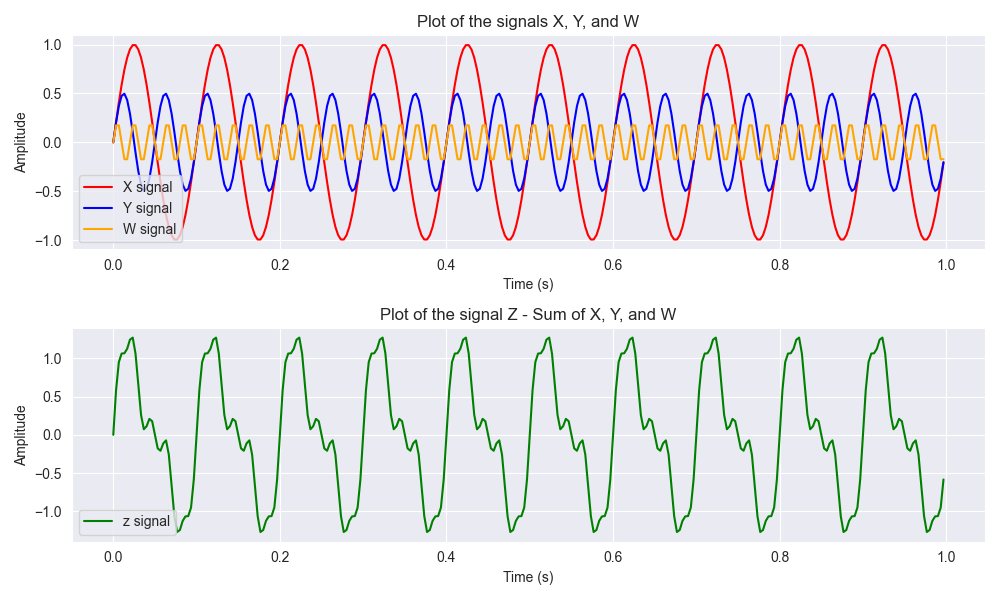 Plot of the signals X, Y, and W
1.0
0.5
0.0
−0.5
−1.0
Amplitude
X signal
Y signal
W signal
0.0 0.2 0.4 0.6 0.8 1.0
Time (s)
Plot of the signal Z - Sum of X, Y, and W
1.0
0.5
0.0
−0.5
−1.0
Amplitude
z signal
0.0 0.2 0.4 0.6 0.8 1.0
Time (s)